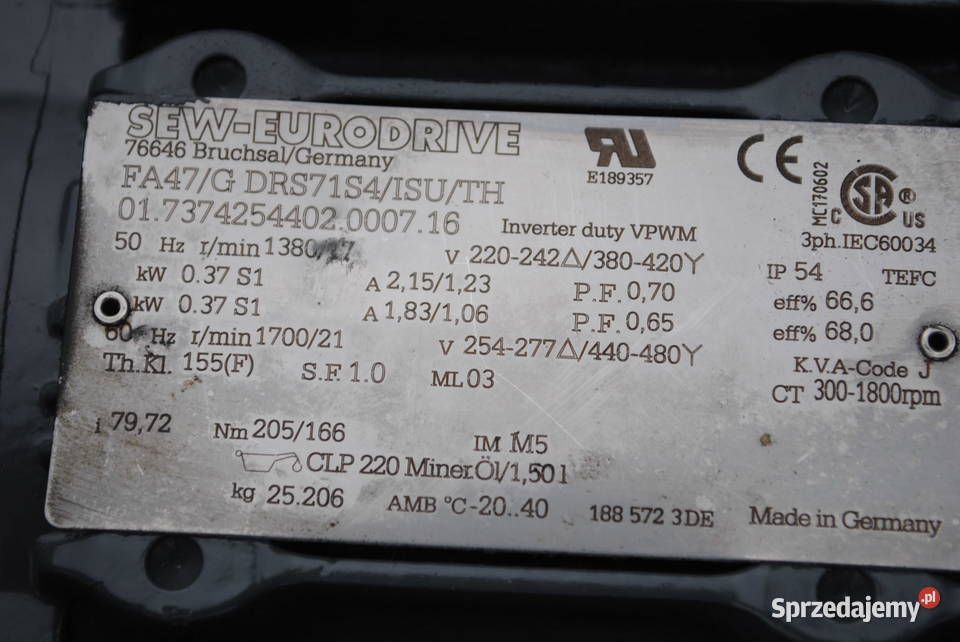 SEW-EURODRIVE
76646 Bruchsal/Germany
E189357
CE
MC170602
C SA ® US
FA47/G DRS71S4/ISU/TH
01.7374254402.0007.16
Inverter duty VPWM
3ph.IEC60034
50 Hz r/min 1380/17 V 220-242△/380-420Y IP 54 TEFC
kW 0.37 S1 A 2,15/1,23 P.F. 0,70 eff% 66,6
kW 0.37 S1 A 1,83/1,06 P.F. 0,65 eff% 68,0
60 Hz r/min 1700/21 V 254-277△/440-480Y K.V.A-Code J
Th.Kl. 155(F) S.F. 1.0 ML 03 CT 300-1800rpm
i 79,72 Nm 205/166 IM M5
CLP 220 Miner.Öl/1,50 l
kg 25.206 AMB °C -20..40 188 572 3 DE Made in Germany
Sprzedajemy.pl